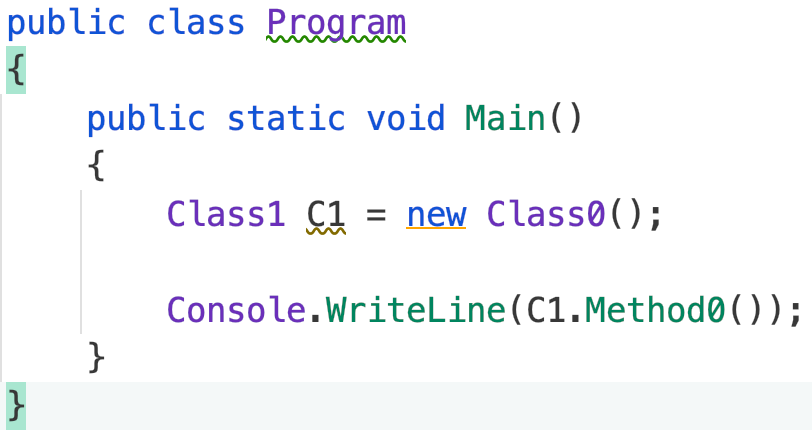 public class Program
{
    public static void Main()
    {
        Class1 C1 = new Class0();

        Console.WriteLine(C1.Method0());
    }
}